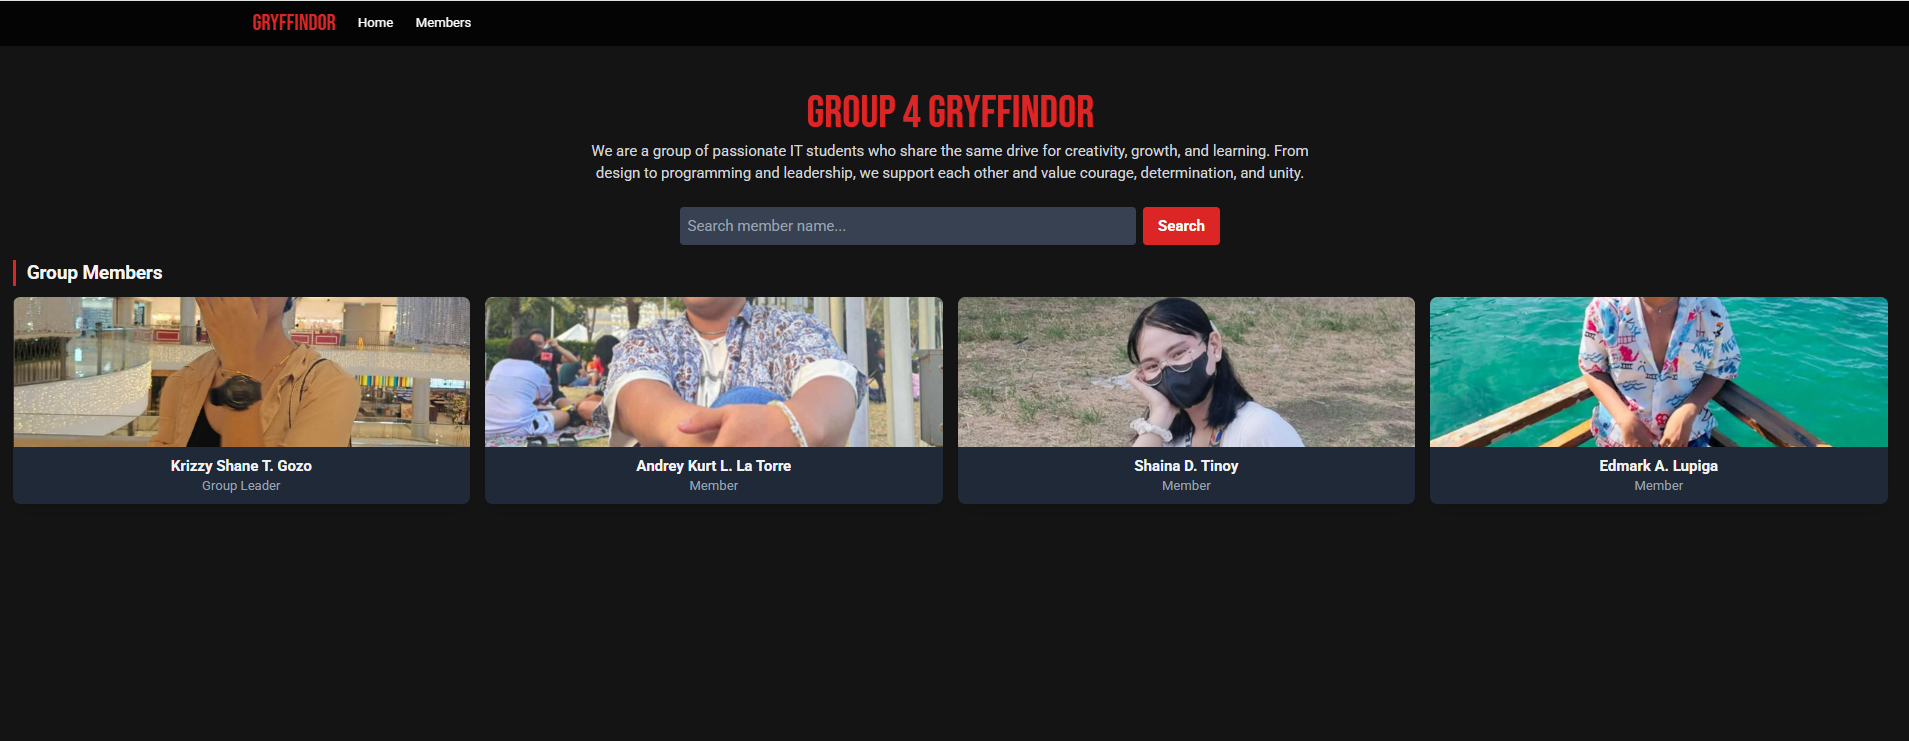 GRYFFINDOR Home Members
GROUP 4 GRYFFINDOR
We are a group of passionate IT students who share the same drive for creativity, growth, and learning. From
design to programming and leadership, we support each other and value courage, determination, and unity.
Search member name... Search
Group Members
Krizzy Shane T. Gozo
Group Leader
Andrey Kurt L. La Torre
Member
Shaina D. Tinoy
Member
Edmark A. Lupiga
Member